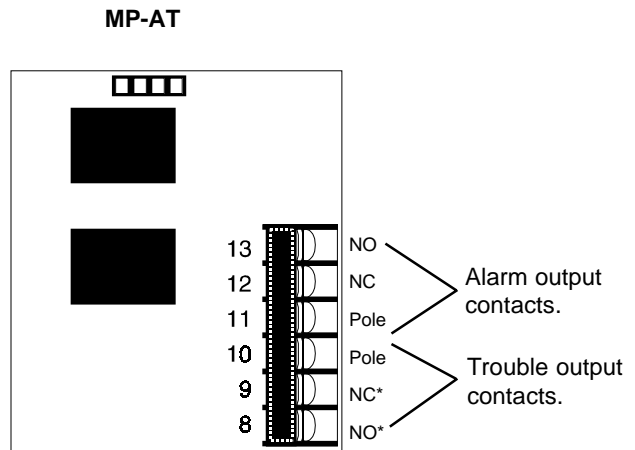 MP-AT
13 NO
12 NC
11 Pole
Alarm output
contacts.
10 Pole
9 NC*
8 NO*
Trouble output
contacts.